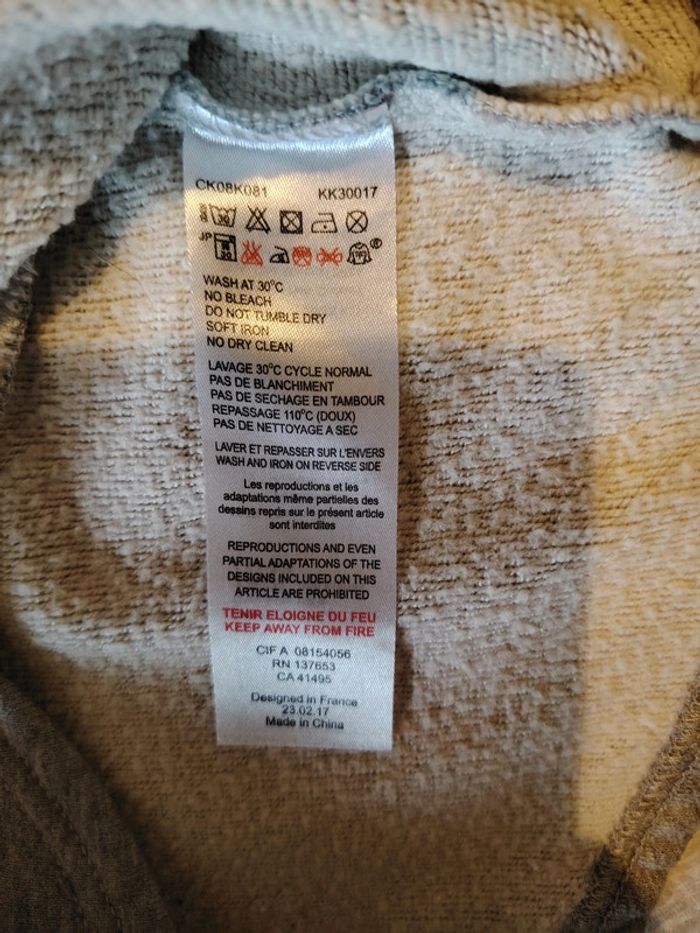 CK08K081 KK30017
JP
WASH AT 30°C
NO BLEACH
DO NOT TUMBLE DRY
SOFT IRON
NO DRY CLEAN
LAVAGE 30°C CYCLE NORMAL
PAS DE BLANCHIMENT
PAS DE SECHAGE EN TAMBOUR
REPASSAGE 110°C (DOUX)
PAS DE NETTOYAGE A SEC
LAVER ET REPASSER SUR L'ENVERS
WASH AND IRON ON REVERSE SIDE
Les reproductions et les
adaptations même partielles des
dessins repris sur le présent article
sont interdites
REPRODUCTIONS AND EVEN
PARTIAL ADAPTATIONS OF THE
DESIGNS INCLUDED ON THIS
ARTICLE ARE PROHIBITED
TENIR ELOIGNE DU FEU
KEEP AWAY FROM FIRE
CIF A 08154056
RN 137653
CA 41495
Designed in France
23.02.17
Made in China